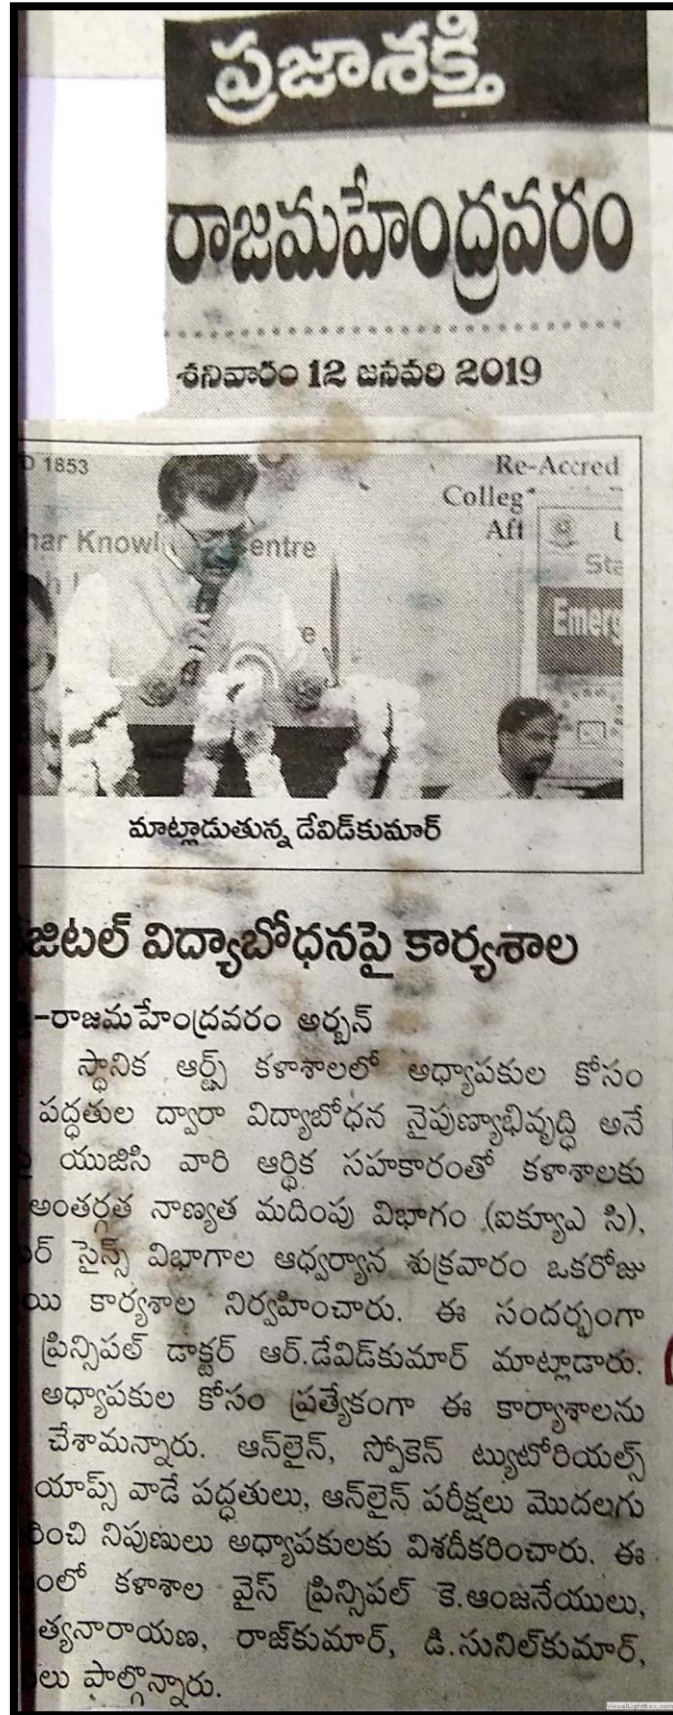 ప్రజాశక్తి
రాజమహేంద్రవరం
శనివారం 12 జనవరి 2019
1853
Re-Accred
Colleg
Aft
har Knowl entre
Sta
e
Emerg
మాట్లాడుతున్న డేవిడ్‌కుమార్
జిటల్ విద్యాబోధనపై కార్యశాల
-రాజమహేంద్రవరం అర్బన్
స్థానిక ఆర్ట్స్ కళాశాలలో అధ్యాపకుల కోసం
పద్ధతుల ద్వారా విద్యాబోధన నైపుణ్యాభివృద్ధి అనే
యుజిసి వారి ఆర్థిక సహకారంతో కళాశాలకు
అంతర్గత నాణ్యత మదింపు విభాగం (ఐక్యూఎ సి),
ర్ సైన్స్ విభాగాల ఆధ్వర్యాన శుక్రవారం ఒకరోజు
యి కార్యశాల నిర్వహించారు. ఈ సందర్భంగా
ప్రిన్సిపల్ డాక్టర్ ఆర్.డేవిడ్‌కుమార్ మాట్లాడారు.
అధ్యాపకుల కోసం ప్రత్యేకంగా ఈ కార్యాశాలను
చేశామన్నారు. ఆన్‌లైన్, స్పోకెన్ ట్యుటోరియల్స్
యాప్స్ వాడే పద్ధతులు, ఆన్‌లైన్ పరీక్షలు మొదలగు
రించి నిపుణులు అధ్యాపకులకు విశదీకరించారు. ఈ
ంలో కళాశాల వైస్ ప్రిన్సిపల్ కె.ఆంజనేయులు,
త్యనారాయణ, రాజ్‌కుమార్, డి.సునిల్‌కుమార్,
లు పాల్గొన్నారు.
VisualLightBox.com